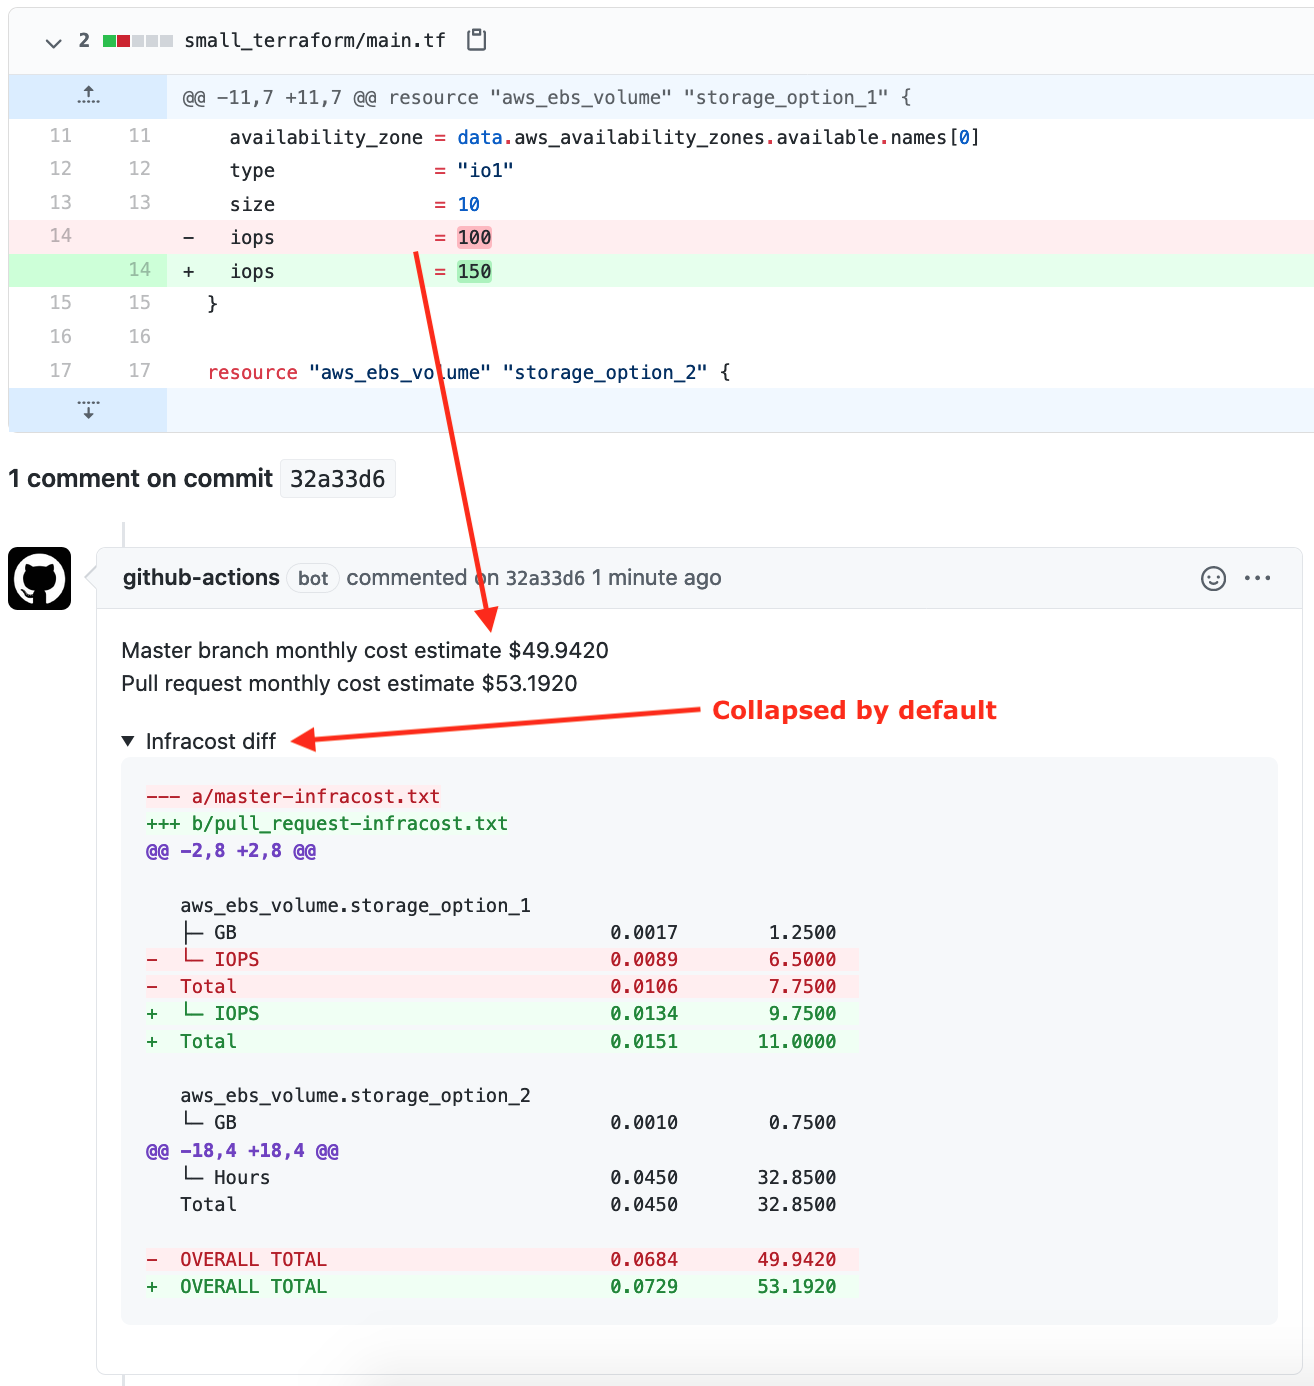 2 small_terraform/main.tf
@@ -11,7 +11,7 @@ resource "aws_ebs_volume" "storage_option_1" {
11 11 availability_zone = data.aws_availability_zones.available.names[0]
12 12 type = "io1"
13 13 size = 10
14 - iops = 100
14 + iops = 150
15 15 }
16 16
17 17 resource "aws_ebs_volume" "storage_option_2" {
1 comment on commit 32a33d6
github-actions bot commented on 32a33d6 1 minute ago
Master branch monthly cost estimate $49.9420
Pull request monthly cost estimate $53.1920
Collapsed by default
▼ Infracost diff
--- a/master-infracost.txt
+++ b/pull_request-infracost.txt
@@ -2,8 +2,8 @@
aws_ebs_volume.storage_option_1
├─ GB 0.0017 1.2500
- └─ IOPS 0.0089 6.5000
- Total 0.0106 7.7500
+ └─ IOPS 0.0134 9.7500
+ Total 0.0151 11.0000
aws_ebs_volume.storage_option_2
└─ GB 0.0010 0.7500
@@ -18,4 +18,4 @@
└─ Hours 0.0450 32.8500
Total 0.0450 32.8500
- OVERALL TOTAL 0.0684 49.9420
+ OVERALL TOTAL 0.0729 53.1920